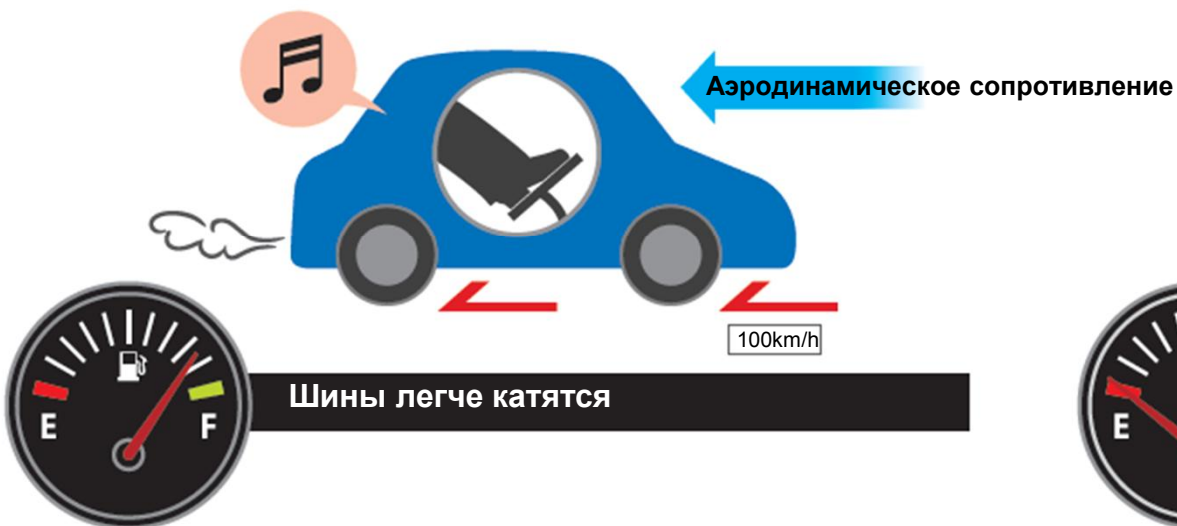 Аэродинамическое сопротивление
100km/h
E
F
Шины легче катятся
E